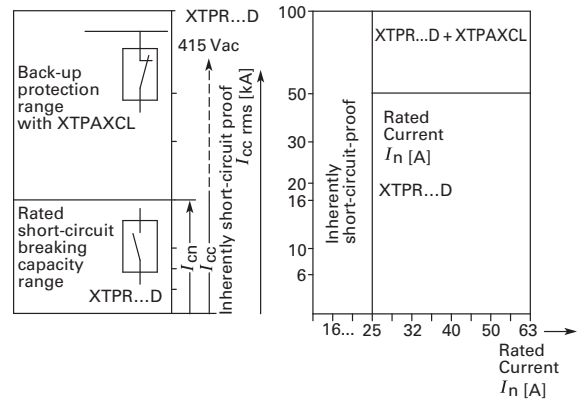 XTPR...D
415 Vac
Back-up
protection
range
with XTPAXCL
Rated
short-circuit
breaking
capacity
range
XTPR...D
Icn
Icc
Inherently short-circuit proof
Icc rms [kA]
100
50
30
20
16
10
6
Inherently
short-circuit-proof
XTPR...D + XTPAXCL
Rated
Current
In [A]
XTPR...D
16... 25 32 40 50 63
Rated
Current
In [A]